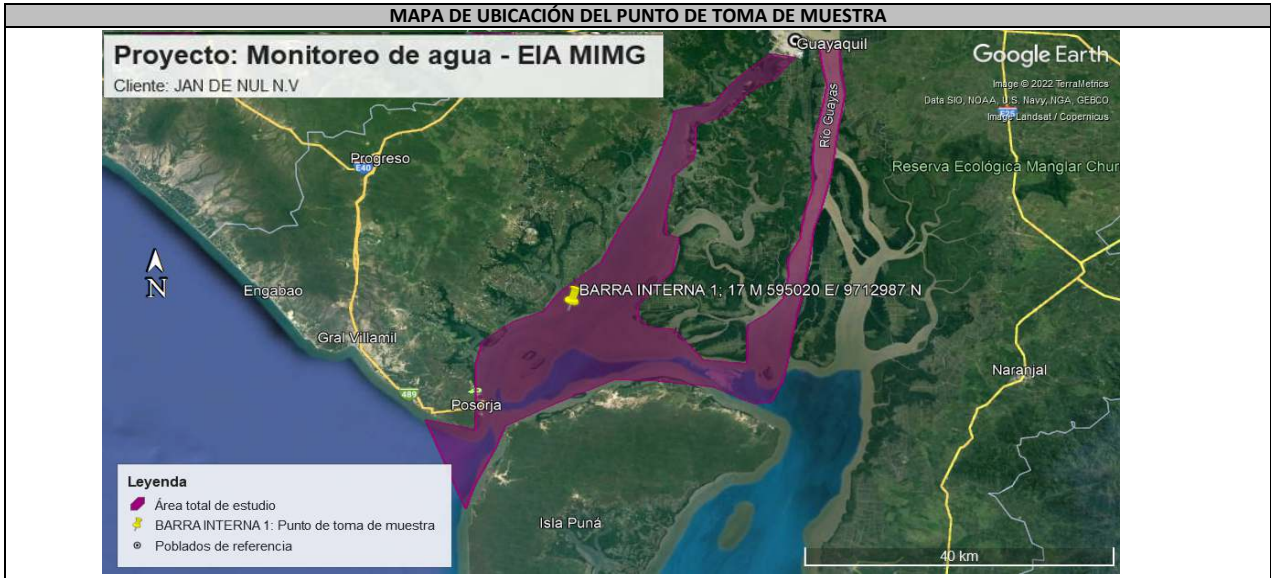 MAPA DE UBICACIÓN DEL PUNTO DE TOMA DE MUESTRA
Proyecto: Monitoreo de agua - EIA MIMG
Cliente: JAN DE NUL N.V
Guayaquil
Google Earth
Image © 2022 TerraMetrics
Data SIO, NOAA, U.S. Navy, NGA, GEBCO
Image Landsat / Copernicus
E25
Río Guayas
Progreso
E40
Reserva Ecológica Manglar Chur
N
Engabao
BARRA INTERNA 1; 17 M 595020 E/ 9712987 N
Gral Villamil
Naranjal
489
Posorja
Leyenda
Área total de estudio
BARRA INTERNA 1: Punto de toma de muestra
Poblados de referencia
Isla Puná
40 km